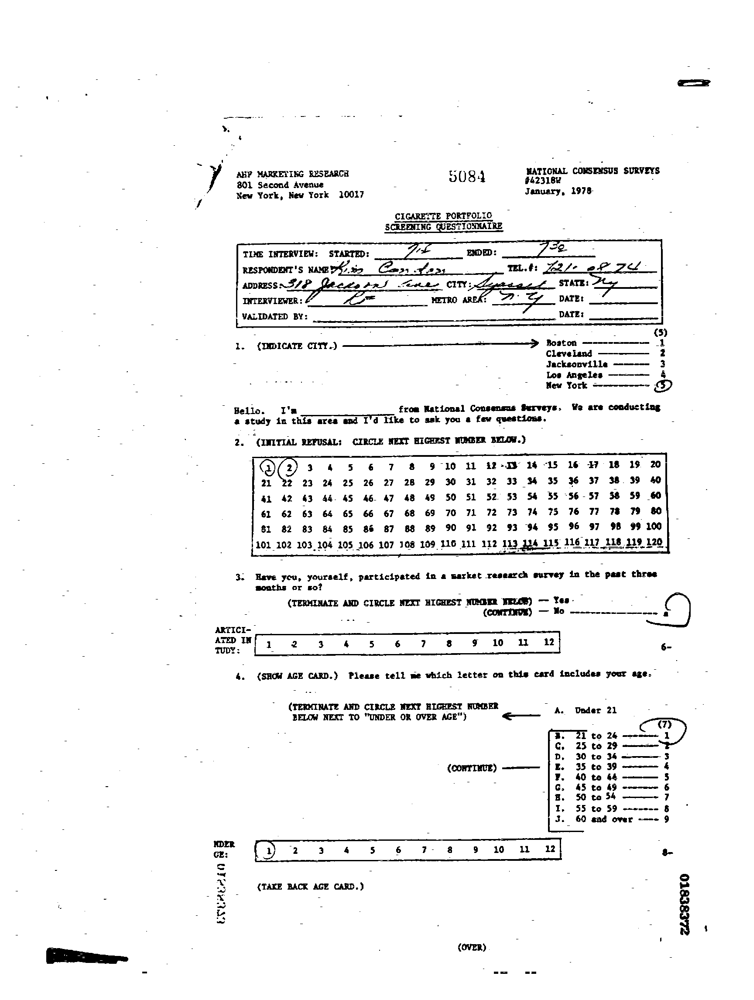 AHF MARKETING RESEARCH
801 Second Avenue
New York, New York 10017
5084
NATIONAL CONSENSUS SURVEYS
#42318W
January, 1978
CIGARETTE PORTFOLIO
SCREENING QUESTIONNAIRE
TIME INTERVIEW: STARTED: ENDED: 730
RESPONDENT'S NAME: Kim TEL.#: 721-0874
ADDRESS: 318 Jackson CITY: STATE: Ny
INTERVIEWER: METRO AREA: n.y DATE:
VALIDATED BY: DATE:
(5)
1. (INDICATE CITY.) Boston 1
Cleveland 2
Jacksonville 3
Los Angeles 4
New York 5
Hello. I'm from National Consensus Surveys. We are conducting
a study in this area and I'd like to ask you a few questions.
2. (INITIAL REFUSAL: CIRCLE NEXT HIGHEST NUMBER BELOW.)
1 2 3 4 5 6 7 8 9 10 11 12 13 14 15 16 17 18 19 20
21 22 23 24 25 26 27 28 29 30 31 32 33 34 35 36 37 38 39 40
41 42 43 44 45 46 47 48 49 50 51 52 53 54 55 56 57 58 59 60
61 62 63 64 65 66 67 68 69 70 71 72 73 74 75 76 77 78 79 80
81 82 83 84 85 86 87 88 89 90 91 92 93 94 95 96 97 98 99 100
101 102 103 104 105 106 107 108 109 110 111 112 113 114 115 116 117 118 119 120
3. Have you, yourself, participated in a market research survey in the past three
months or so?
(TERMINATE AND CIRCLE NEXT HIGHEST NUMBER BELOW) — Yes
(CONTINUE) — No
ARTICI-
ATED IN
TUDY: 1 2 3 4 5 6 7 8 9 10 11 12
6-
4. (SHOW AGE CARD.) Please tell me which letter on this card includes your age.
(TERMINATE AND CIRCLE NEXT HIGHEST NUMBER
BELOW NEXT TO "UNDER OR OVER AGE")
A. Under 21
(7)
B. 21 to 24 1
C. 25 to 29 2
D. 30 to 34 3
(CONTINUE) E. 35 to 39 4
F. 40 to 44 5
G. 45 to 49 6
H. 50 to 54 7
I. 55 to 59 8
J. 60 and over 9
NDER
GE: 1 2 3 4 5 6 7 8 9 10 11 12
8-
(TAKE BACK AGE CARD.)
01838372
(OVER)